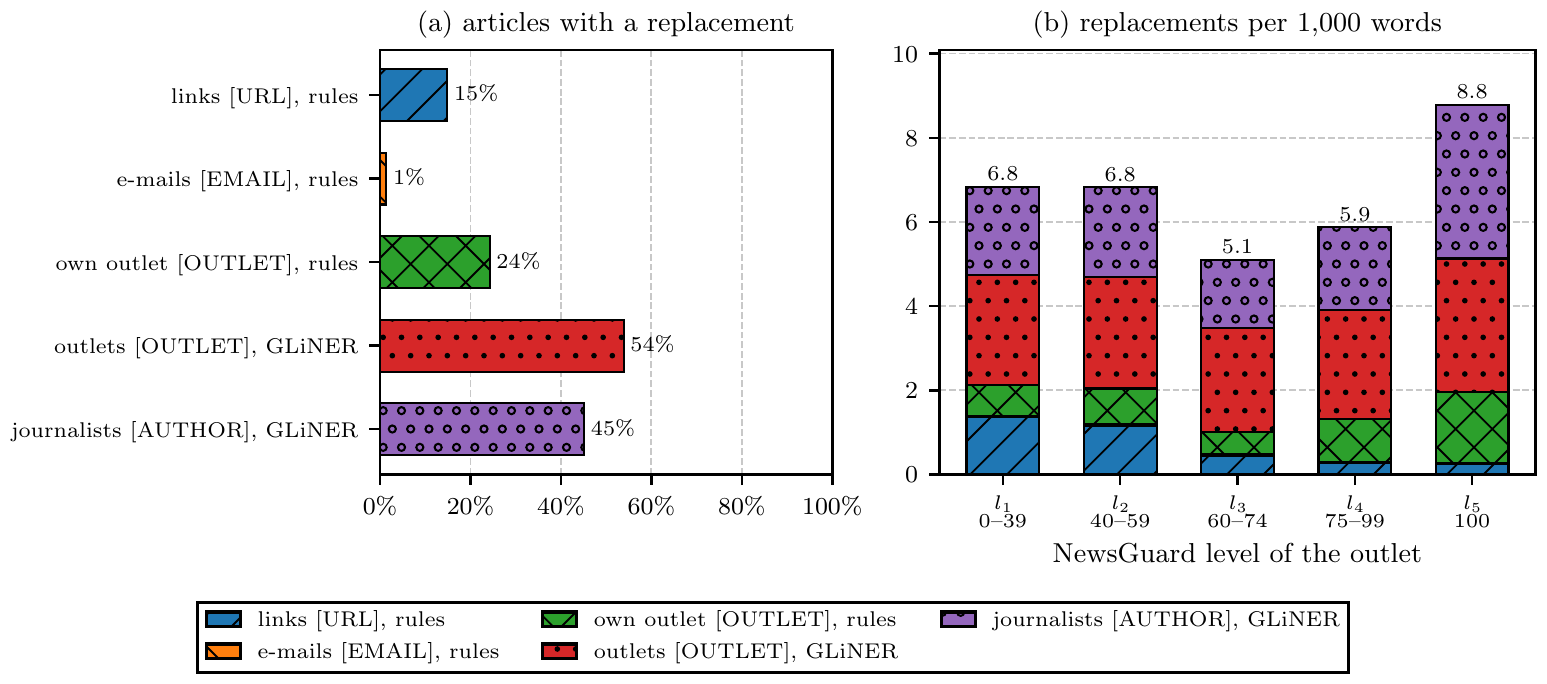 (a) articles with a replacement
links [URL], rules
15%
e-mails [EMAIL], rules
1%
own outlet [OUTLET], rules
24%
outlets [OUTLET], GLiNER
54%
journalists [AUTHOR], GLiNER
45%
0% 20% 40% 60% 80% 100%
(b) replacements per 1,000 words
10
8
6
4
2
0
6.8 6.8 5.1 5.9 8.8
l1 l2 l3 l4 l5
0–39 40–59 60–74 75–99 100
NewsGuard level of the outlet
links [URL], rules own outlet [OUTLET], rules journalists [AUTHOR], GLiNER
e-mails [EMAIL], rules outlets [OUTLET], GLiNER